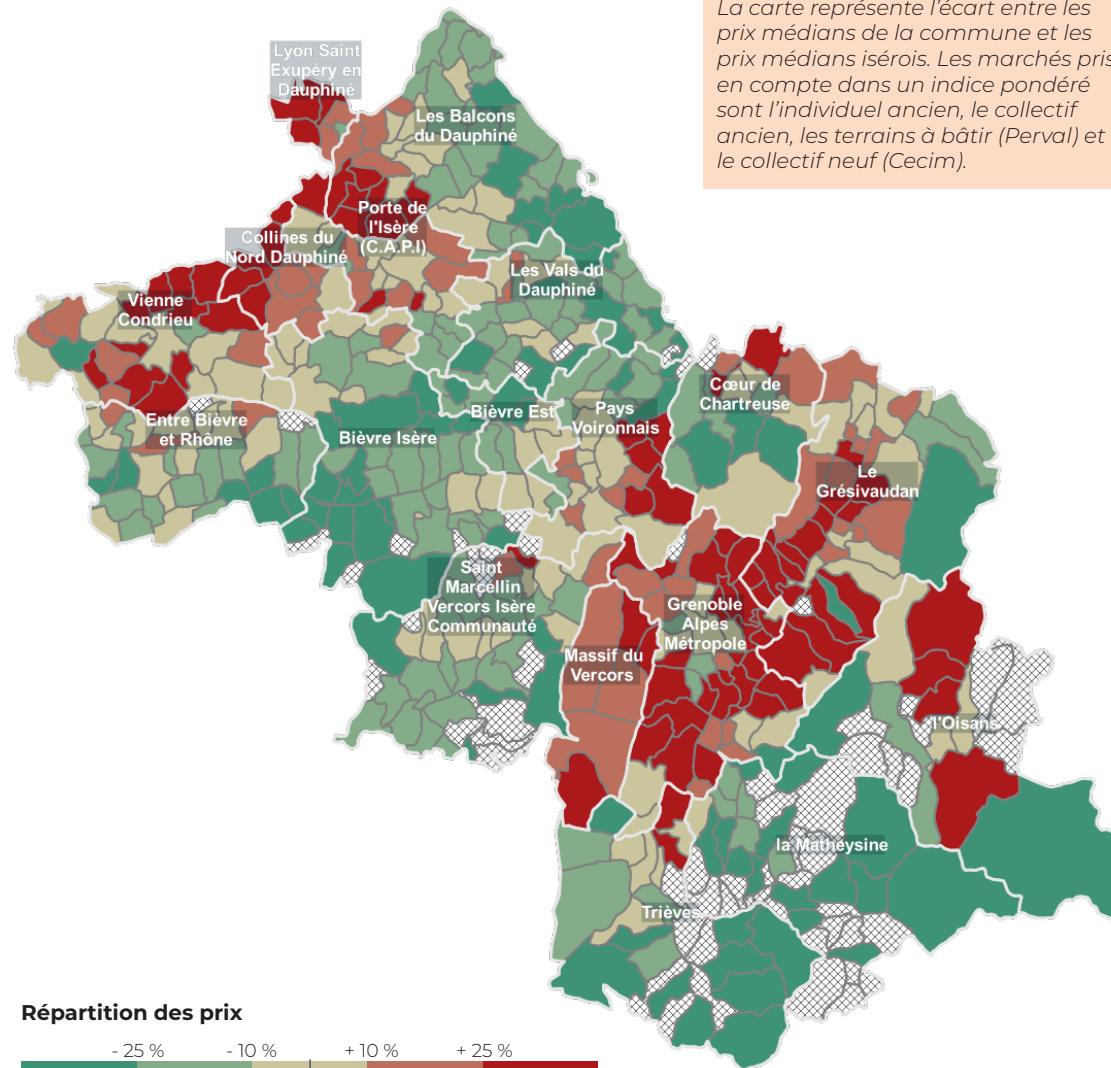 La carte représente l'écart entre les
prix médians de la commune et les
prix médians isérois. Les marchés pris
en compte dans un indice pondéré
sont l'individuel ancien, le collectif
ancien, les terrains à bâtir (Perval) et
le collectif neuf (Cecim).
Lyon Saint
Exupéry en
Dauphiné
Les Balcons
du Dauphiné
Porte de
l'Isère
(C.A.P.I)
Collines du
Nord Dauphiné
Les Vals du
Dauphiné
Vienne
Condrieu
Cœur de
Chartreuse
Entre Bièvre
et Rhône
Bièvre Isère
Bièvre Est
Pays
Voironnais
Le
Grésivaudan
Saint
Marcellin
Vercors Isère
Communauté
Grenoble
Alpes
Métropole
Massif du
Vercors
l'Oisans
la Matheysine
Trièves
Répartition des prix
- 25 %
- 10 %
+ 10 %
+ 25 %